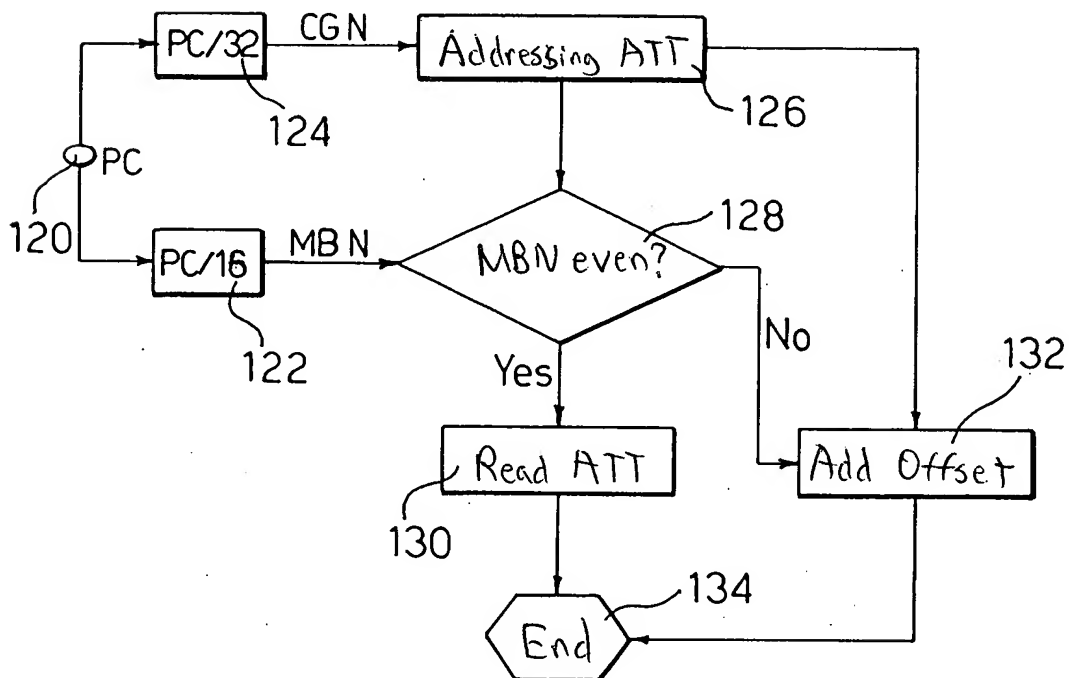 PC/32
CGN
Addressing ATT
124
126
PC
120
128
PC/16
MBN
MBN even?
122
No
Yes
132
Read ATT
Add Offset
130
134
End